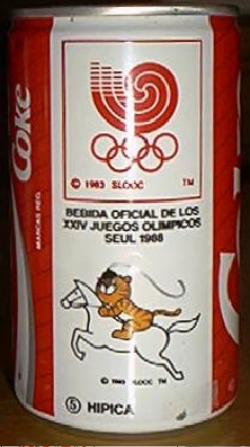 Coke
MARCAS REG.
© 1983 SLOOC TM
BEBIDA OFICIAL DE LOS
XXIV JUEGOS OLIMPICOS
SEUL 1988
© 1983 SLOOC TM
5 HIPICA